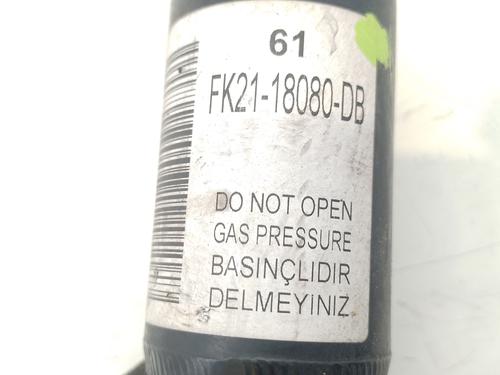 61
FK21-18080-DB
DO NOT OPEN
GAS PRESSURE
BASINÇLIDIR
DELMEYINIZ